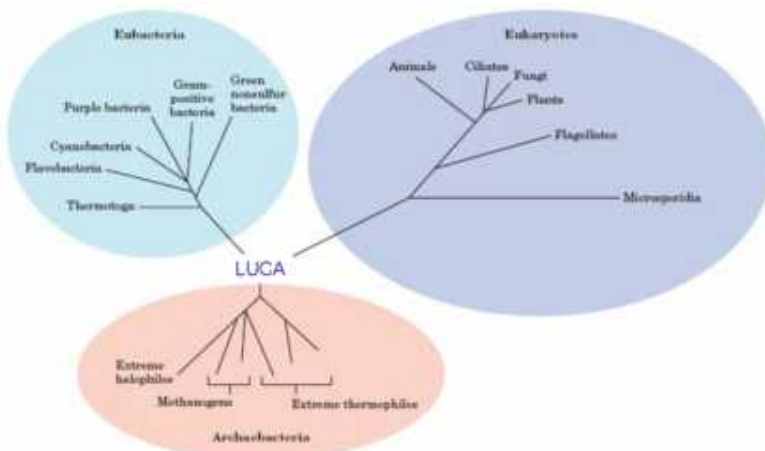 Eubacteria
Gram-
positive
bacteria
Green
nonsulfur
bacteria
Purple bacteria
Cyanobacteria
Flavobacteria
Thermotoga
Eukaryotes
Animals
Ciliates
Fungi
Plants
Flagellates
Microsporidia
LUCA
Extreme
halophiles
Methanogens
Extreme thermophiles
Archaebacteria